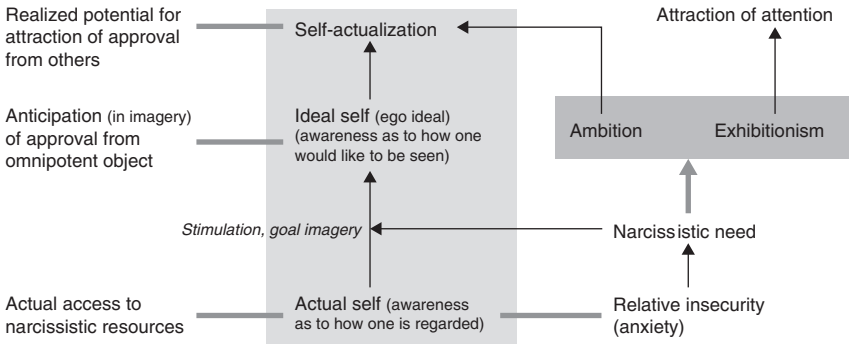 Realized potential for
attraction of approval
from others
Self-actualization
Attraction of attention
Anticipation (in imagery)
of approval from
omnipotent object
Ideal self (ego ideal)
(awareness as to how one
would like to be seen)
Ambition
Exhibitionism
Stimulation, goal imagery
Narcissistic need
Actual access to
narcissistic resources
Actual self (awareness
as to how one is regarded)
Relative insecurity
(anxiety)